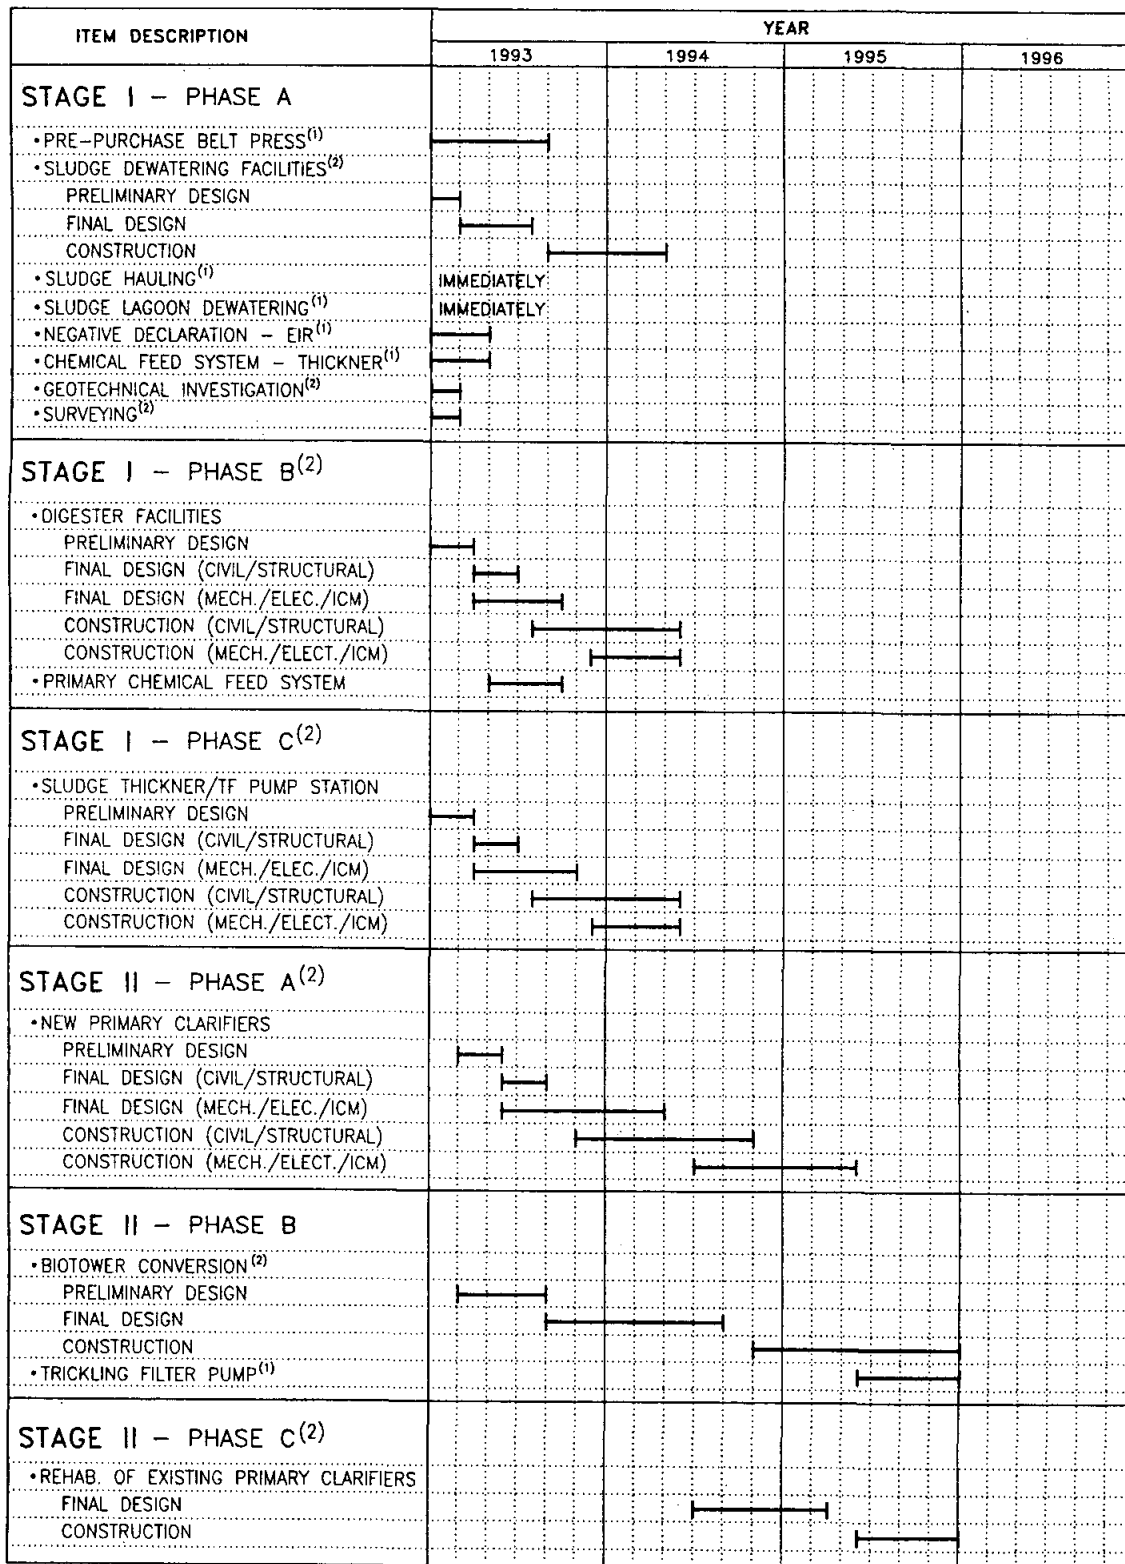 ITEM DESCRIPTION
YEAR
1993 1994 1995 1996
STAGE I – PHASE A
•PRE–PURCHASE BELT PRESS(1)
•SLUDGE DEWATERING FACILITIES(2)
PRELIMINARY DESIGN
FINAL DESIGN
CONSTRUCTION
•SLUDGE HAULING(1) IMMEDIATELY
•SLUDGE LAGOON DEWATERING(1) IMMEDIATELY
•NEGATIVE DECLARATION – EIR(1)
•CHEMICAL FEED SYSTEM – THICKNER(1)
•GEOTECHNICAL INVESTIGATION(2)
•SURVEYING(2)
STAGE I – PHASE B(2)
•DIGESTER FACILITIES
PRELIMINARY DESIGN
FINAL DESIGN (CIVIL/STRUCTURAL)
FINAL DESIGN (MECH./ELEC./ICM)
CONSTRUCTION (CIVIL/STRUCTURAL)
CONSTRUCTION (MECH./ELECT./ICM)
•PRIMARY CHEMICAL FEED SYSTEM
STAGE I – PHASE C(2)
•SLUDGE THICKNER/TF PUMP STATION
PRELIMINARY DESIGN
FINAL DESIGN (CIVIL/STRUCTURAL)
FINAL DESIGN (MECH./ELEC./ICM)
CONSTRUCTION (CIVIL/STRUCTURAL)
CONSTRUCTION (MECH./ELECT./ICM)
STAGE II – PHASE A(2)
•NEW PRIMARY CLARIFIERS
PRELIMINARY DESIGN
FINAL DESIGN (CIVIL/STRUCTURAL)
FINAL DESIGN (MECH./ELEC./ICM)
CONSTRUCTION (CIVIL/STRUCTURAL)
CONSTRUCTION (MECH./ELECT./ICM)
STAGE II – PHASE B
•BIOTOWER CONVERSION(2)
PRELIMINARY DESIGN
FINAL DESIGN
CONSTRUCTION
•TRICKLING FILTER PUMP(1)
STAGE II – PHASE C(2)
•REHAB. OF EXISTING PRIMARY CLARIFIERS
FINAL DESIGN
CONSTRUCTION